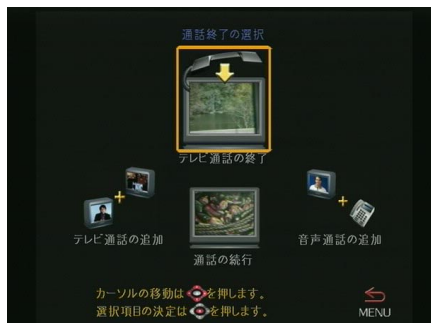 通話終了の選択
テレビ通話の終了
テレビ通話の追加
音声通話の追加
通話の続行
カーソルの移動は を押します。
選択項目の決定は を押します。
MENU